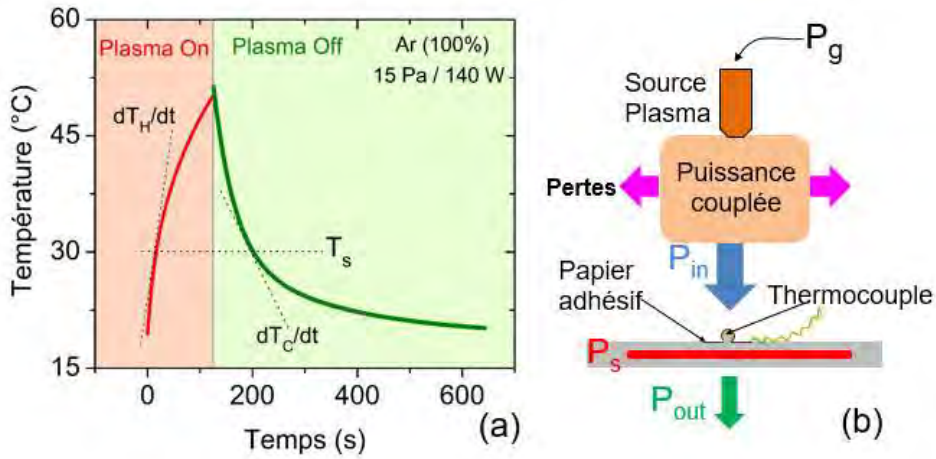 60
45
30
15
Température (°C)
Plasma On
Plasma Off
Ar (100%)
15 Pa / 140 W
dT_H/dt
T_s
dT_C/dt
0
200
400
600
Temps (s)
(a)
P_g
Source
Plasma
Pertes
Puissance
couplée
P_in
Papier
adhésif
Thermocouple
P_s
P_out
(b)